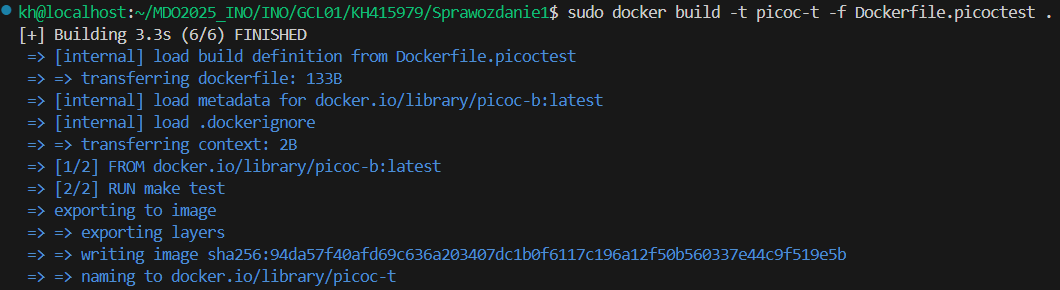 kh@localhost:~/MDO2025_INO/INO/GCL01/KH415979/Sprawozdanie1$ sudo docker build -t picoc-t -f Dockerfile.picoctest .
[+] Building 3.3s (6/6) FINISHED
=> [internal] load build definition from Dockerfile.picoctest
=> => transferring dockerfile: 133B
=> [internal] load metadata for docker.io/library/picoc-b:latest
=> [internal] load .dockerignore
=> => transferring context: 2B
=> [1/2] FROM docker.io/library/picoc-b:latest
=> [2/2] RUN make test
=> exporting to image
=> => exporting layers
=> => writing image sha256:94da57f40afd69c636a203407dc1b0f6117c196a12f50b560337e44c9f519e5b
=> => naming to docker.io/library/picoc-t